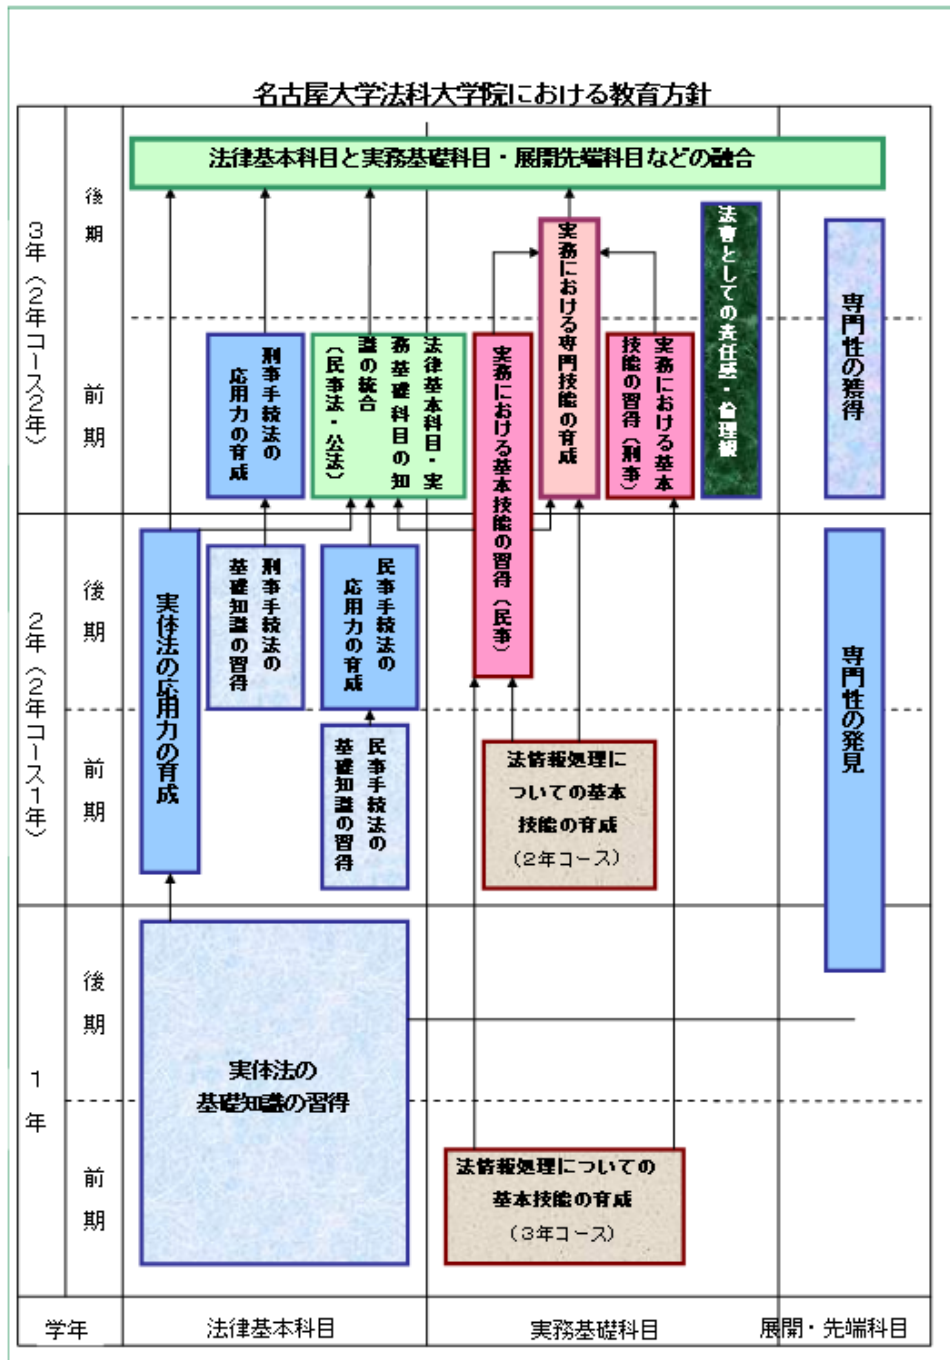 名古屋大学法科大学院における教育方針
法律基本科目と実務基礎科目・展開先端科目などの融合
3年（2年コース2年）
後期
前期
刑事手続法の
応用力の育成
法律基本科目・実
務基礎科目の知
識の統合
（民事法・公法）
実務における基本技能の習得（民事）
実務における専門技能の育成
実務における基本
技能の習得（刑事）
法曹としての責任感・倫理観
専門性の獲得
2年（2年コース1年）
後期
前期
実体法の応用力の育成
刑事手続法の
基礎知識の習得
民事手続法の
応用力の育成
民事手続法の
基礎知識の習得
法情報処理に
ついての基本
技能の育成
（2年コース）
専門性の発見
1年
後期
前期
実体法の
基礎知識の習得
法情報処理についての
基本技能の育成
（3年コース）
学年
法律基本科目
実務基礎科目
展開・先端科目